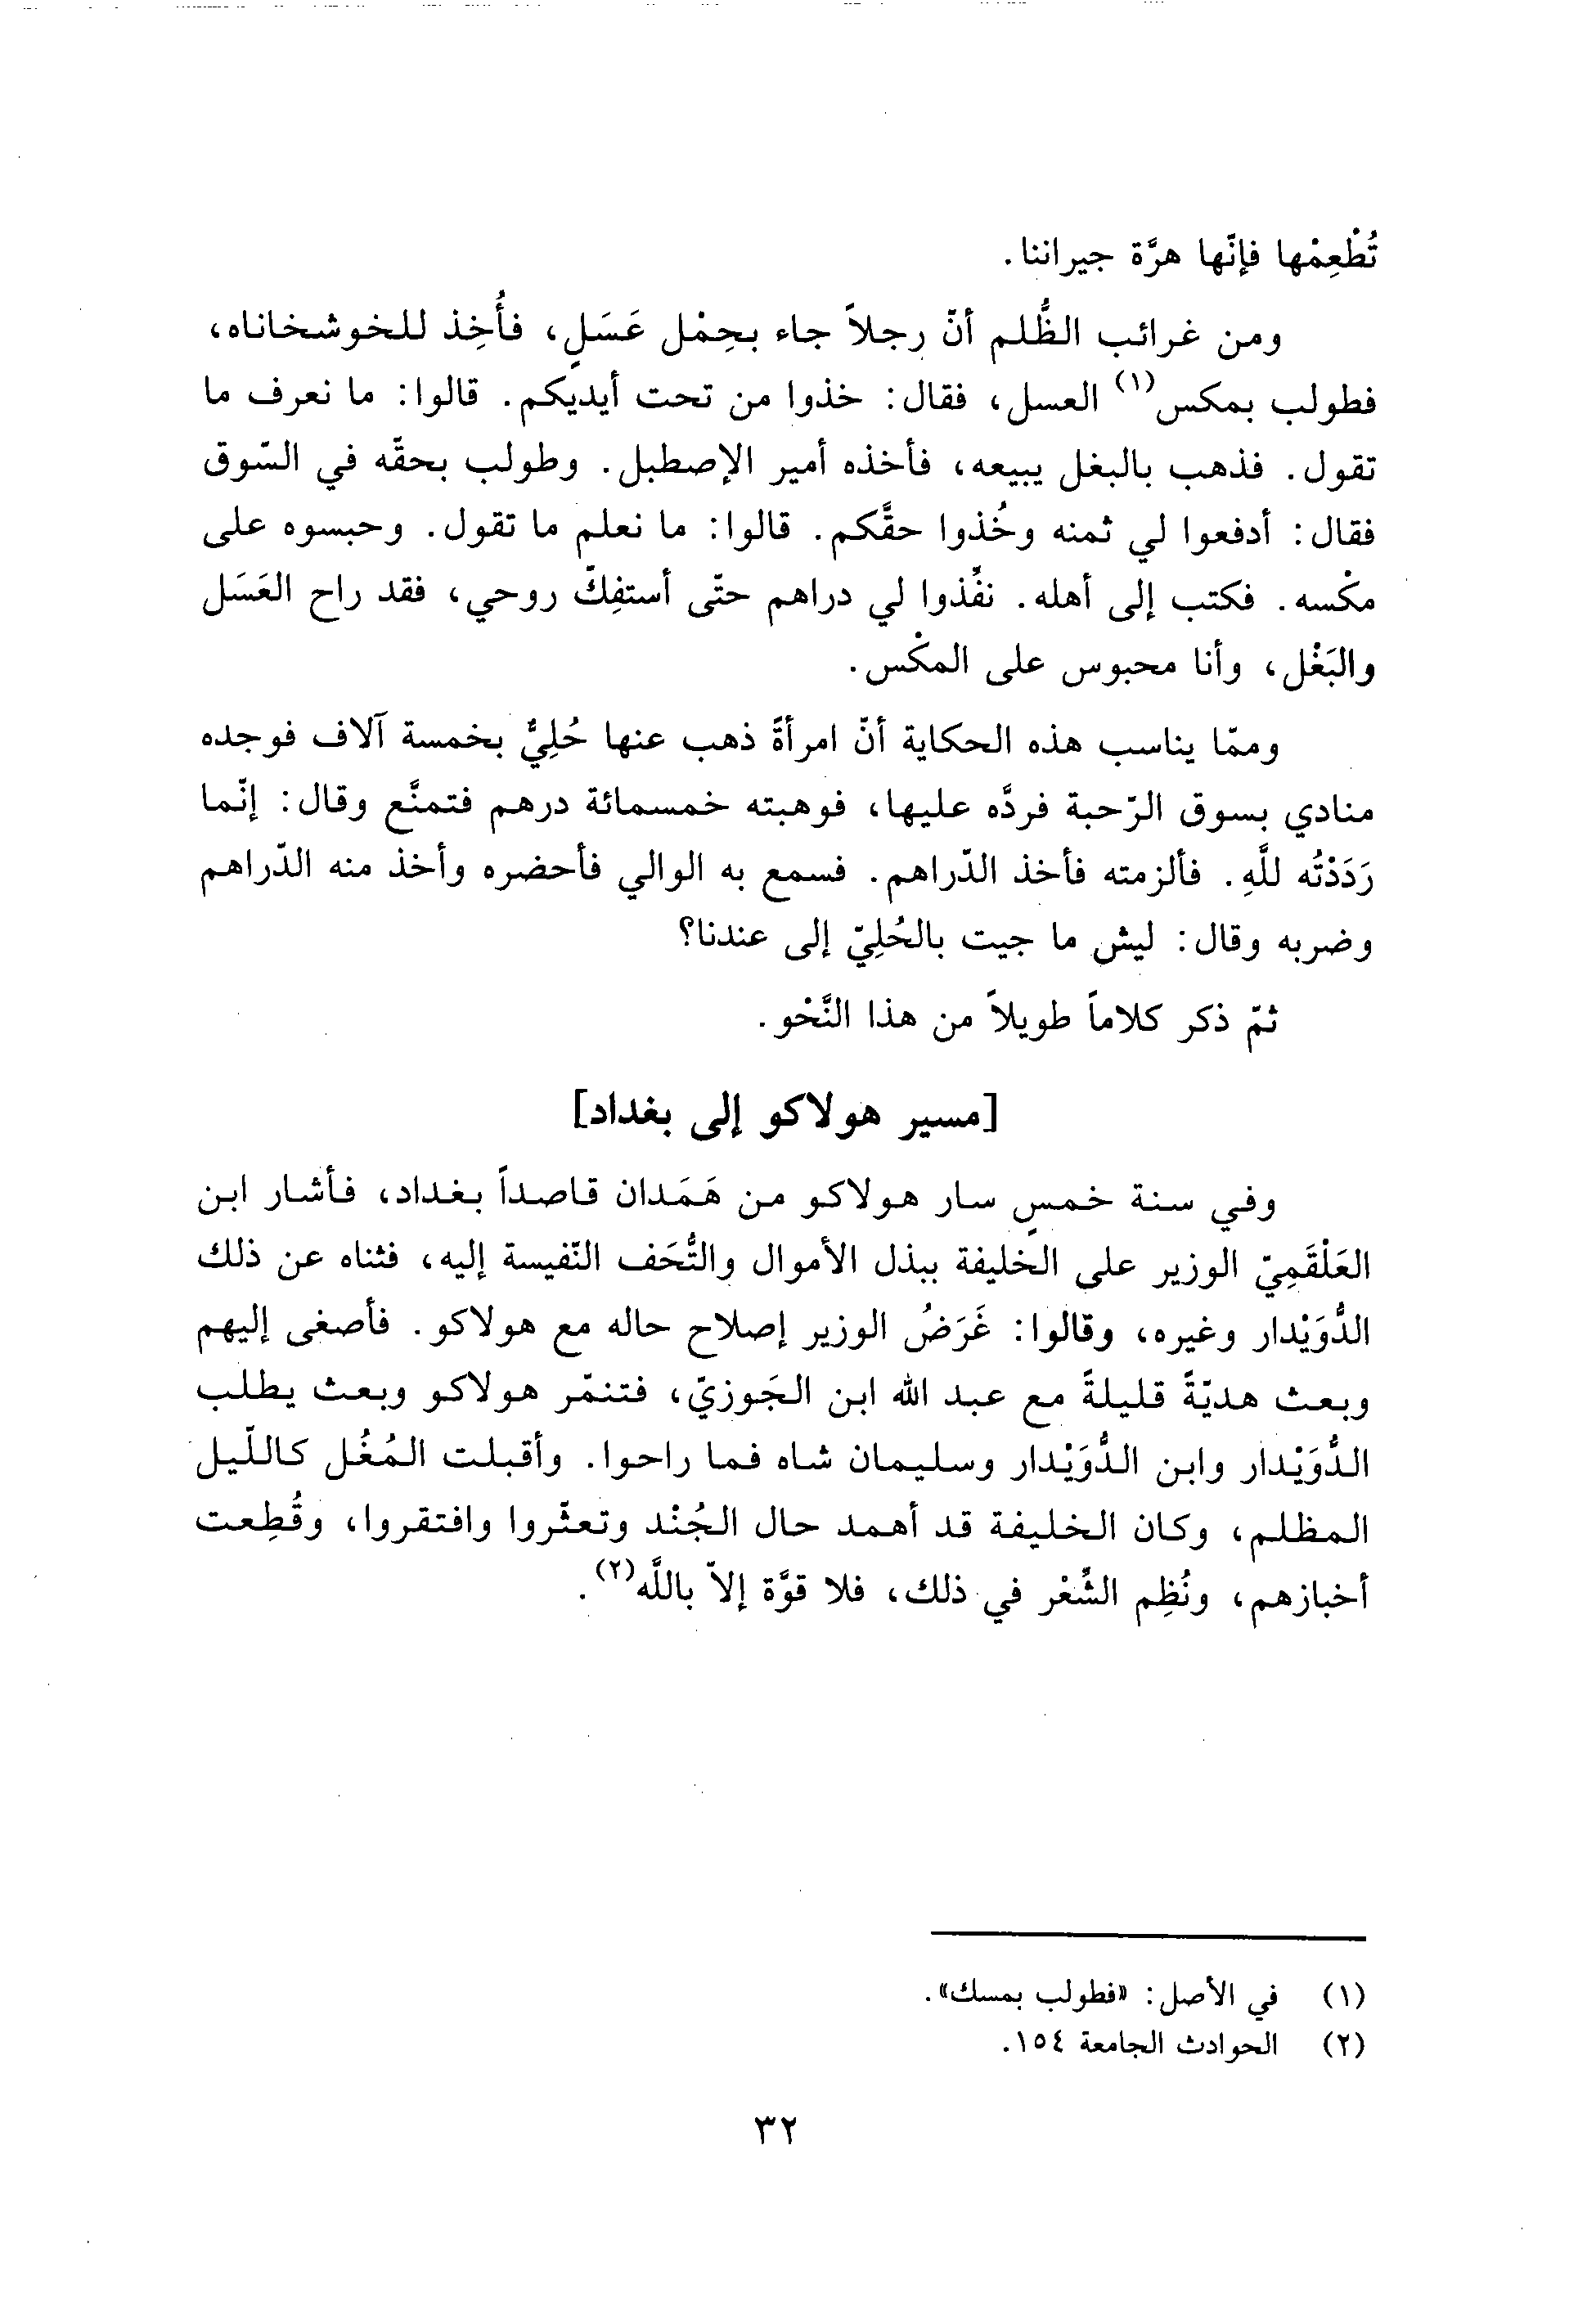 تُطْعِمْها فإنّها هرَّة جيراننا.
ومن غرائب الظُّلم أنّ رجلاً جاء بحِمْل عَسَلٍ، فأُخِذ للخوشخاناه،
فطولب بمكس(١) العسل، فقال: خذوا من تحت أيديكم. قالوا: ما نعرف ما
تقول. فذهب بالبغل يبيعه، فأخذه أمير الإصطبل. وطولب بحقّه في السّوق
فقال: أدفعوا لي ثمنه وخُذوا حقَّكم. قالوا: ما نعلم ما تقول. وحبسوه على
مكْسه. فكتب إلى أهله. نفِّذوا لي دراهم حتّى أستفِكّ روحي، فقد راح العَسَل
والبَغْل، وأنا محبوس على المكْس.
وممّا يناسب هذه الحكاية أنّ امرأةً ذهب عنها حُلِيٌّ بخمسة آلاف فوجده
منادي بسوق الرّحبة فردَّه عليها، فوهبته خمسمائة درهم فتمنَّع وقال: إنّما
رَدَدْتُه للَّهِ. فألزمته فأخذ الدّراهم. فسمع به الوالي فأحضره وأخذ منه الدّراهم
وضربه وقال: ليش ما جيت بالحُلِيّ إلى عندنا؟
ثمّ ذكر كلاماً طويلاً من هذا النَّحْو.
[مسير هولاكو إلى بغداد]
وفي سنة خمسٍ سار هولاكو من هَمَدان قاصداً بغداد، فأشار ابن
العَلْقَمِيّ الوزير على الخليفة ببذل الأموال والتُّحَف النّفيسة إليه، فثناه عن ذلك
الدُّوَيْدار وغيره، وقالوا: غَرَضُ الوزير إصلاح حاله مع هولاكو. فأصغى إليهم
وبعث هديّةً قليلةً مع عبد الله ابن الجَوزيّ، فتنمّر هولاكو وبعث يطلب
الدُّوَيْدار وابن الدُّوَيْدار وسليمان شاه فما راحوا. وأقبلت المُغُل كاللّيل
المظلم، وكان الخليفة قد أهمد حال الجُنْد وتعثّروا وافتقروا، وقُطِعت
أخبازهم، ونُظِم الشِّعْر في ذلك، فلا قوَّة إلاّ باللَّه(٢).
(١) في الأصل: «فطولب بمسك».
(٢) الحوادث الجامعة ١٥٤.
٣٢